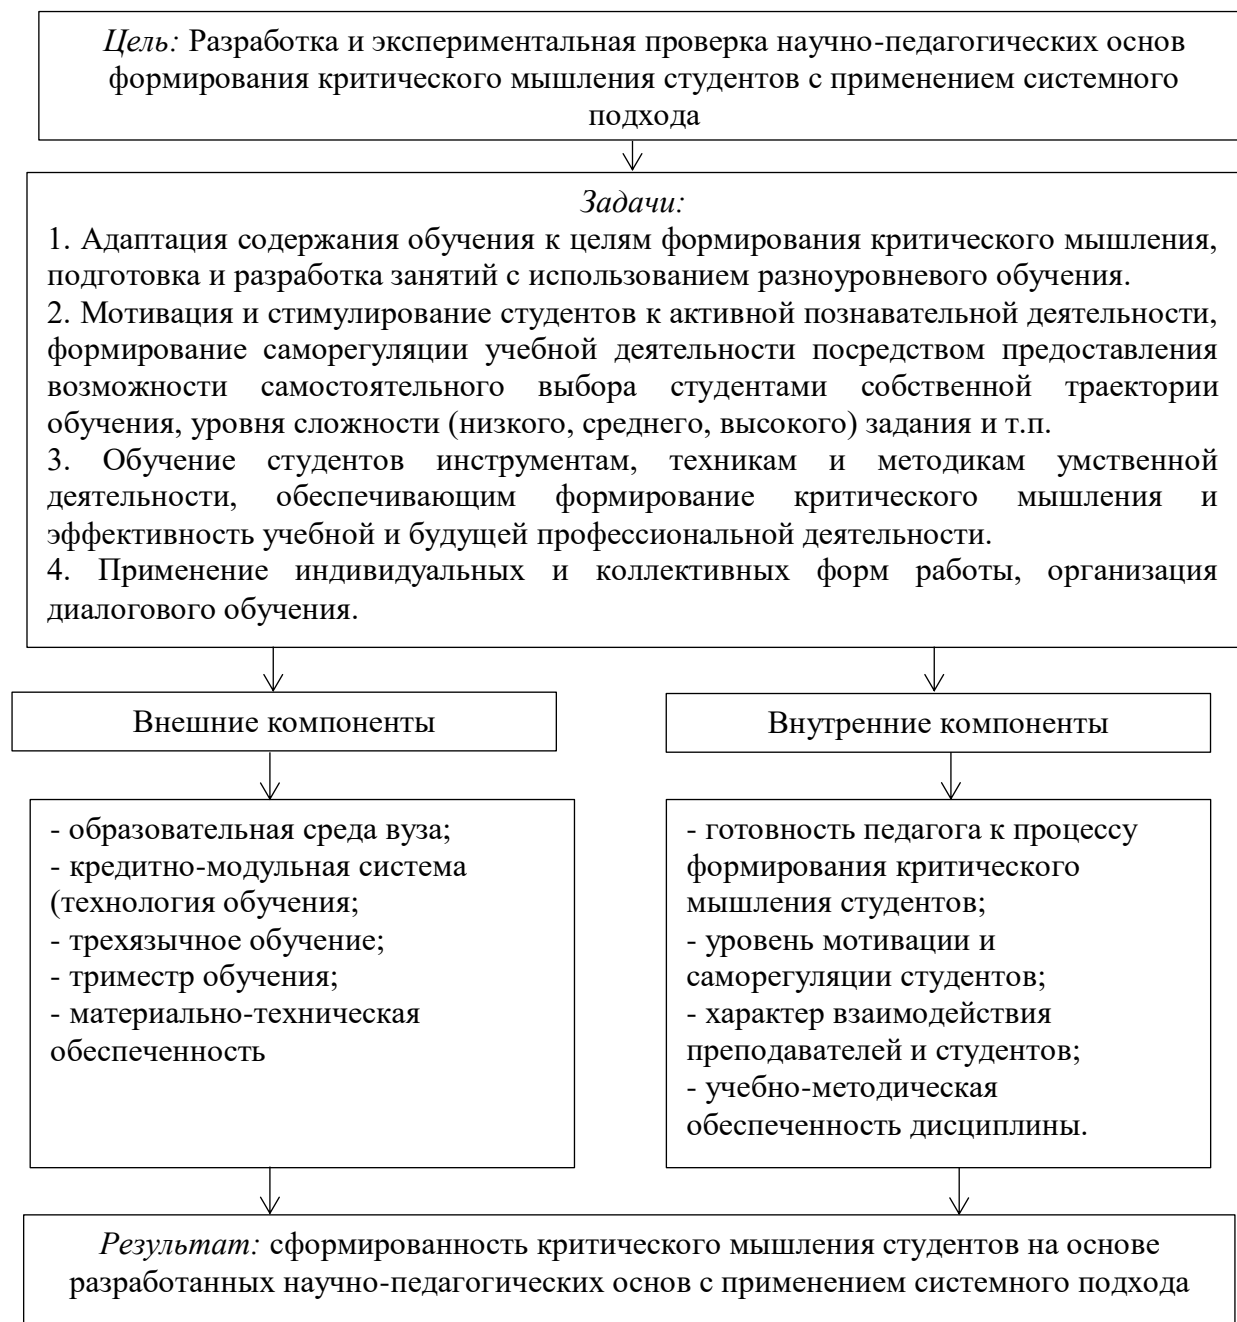 Цель: Разработка и экспериментальная проверка научно-педагогических основ
формирования критического мышления студентов с применением системного
подхода
Задачи:
1. Адаптация содержания обучения к целям формирования критического мышления,
подготовка и разработка занятий с использованием разноуровневого обучения.
2. Мотивация и стимулирование студентов к активной познавательной деятельности,
формирование саморегуляции учебной деятельности посредством предоставления
возможности самостоятельного выбора студентами собственной траектории
обучения, уровня сложности (низкого, среднего, высокого) задания и т.п.
3. Обучение студентов инструментам, техникам и методикам умственной
деятельности, обеспечивающим формирование критического мышления и
эффективность учебной и будущей профессиональной деятельности.
4. Применение индивидуальных и коллективных форм работы, организация
диалогового обучения.
Внешние компоненты
- образовательная среда вуза;
- кредитно-модульная система
(технология обучения;
- трехязычное обучение;
- триместр обучения;
- материально-техническая
обеспеченность
Внутренние компоненты
- готовность педагога к процессу
формирования критического
мышления студентов;
- уровень мотивации и
саморегуляции студентов;
- характер взаимодействия
преподавателей и студентов;
- учебно-методическая
обеспеченность дисциплины.
Результат: сформированность критического мышления студентов на основе
разработанных научно-педагогических основ с применением системного подхода